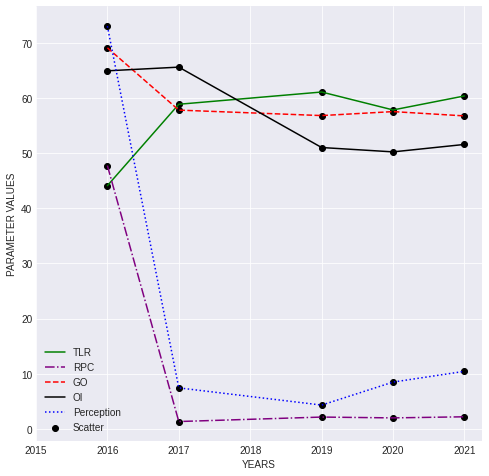 PARAMETER VALUES
70
60
50
40
30
20
10
0
TLR
RPC
GO
OI
Perception
Scatter
2015 2016 2017 2018 2019 2020 2021
YEARS